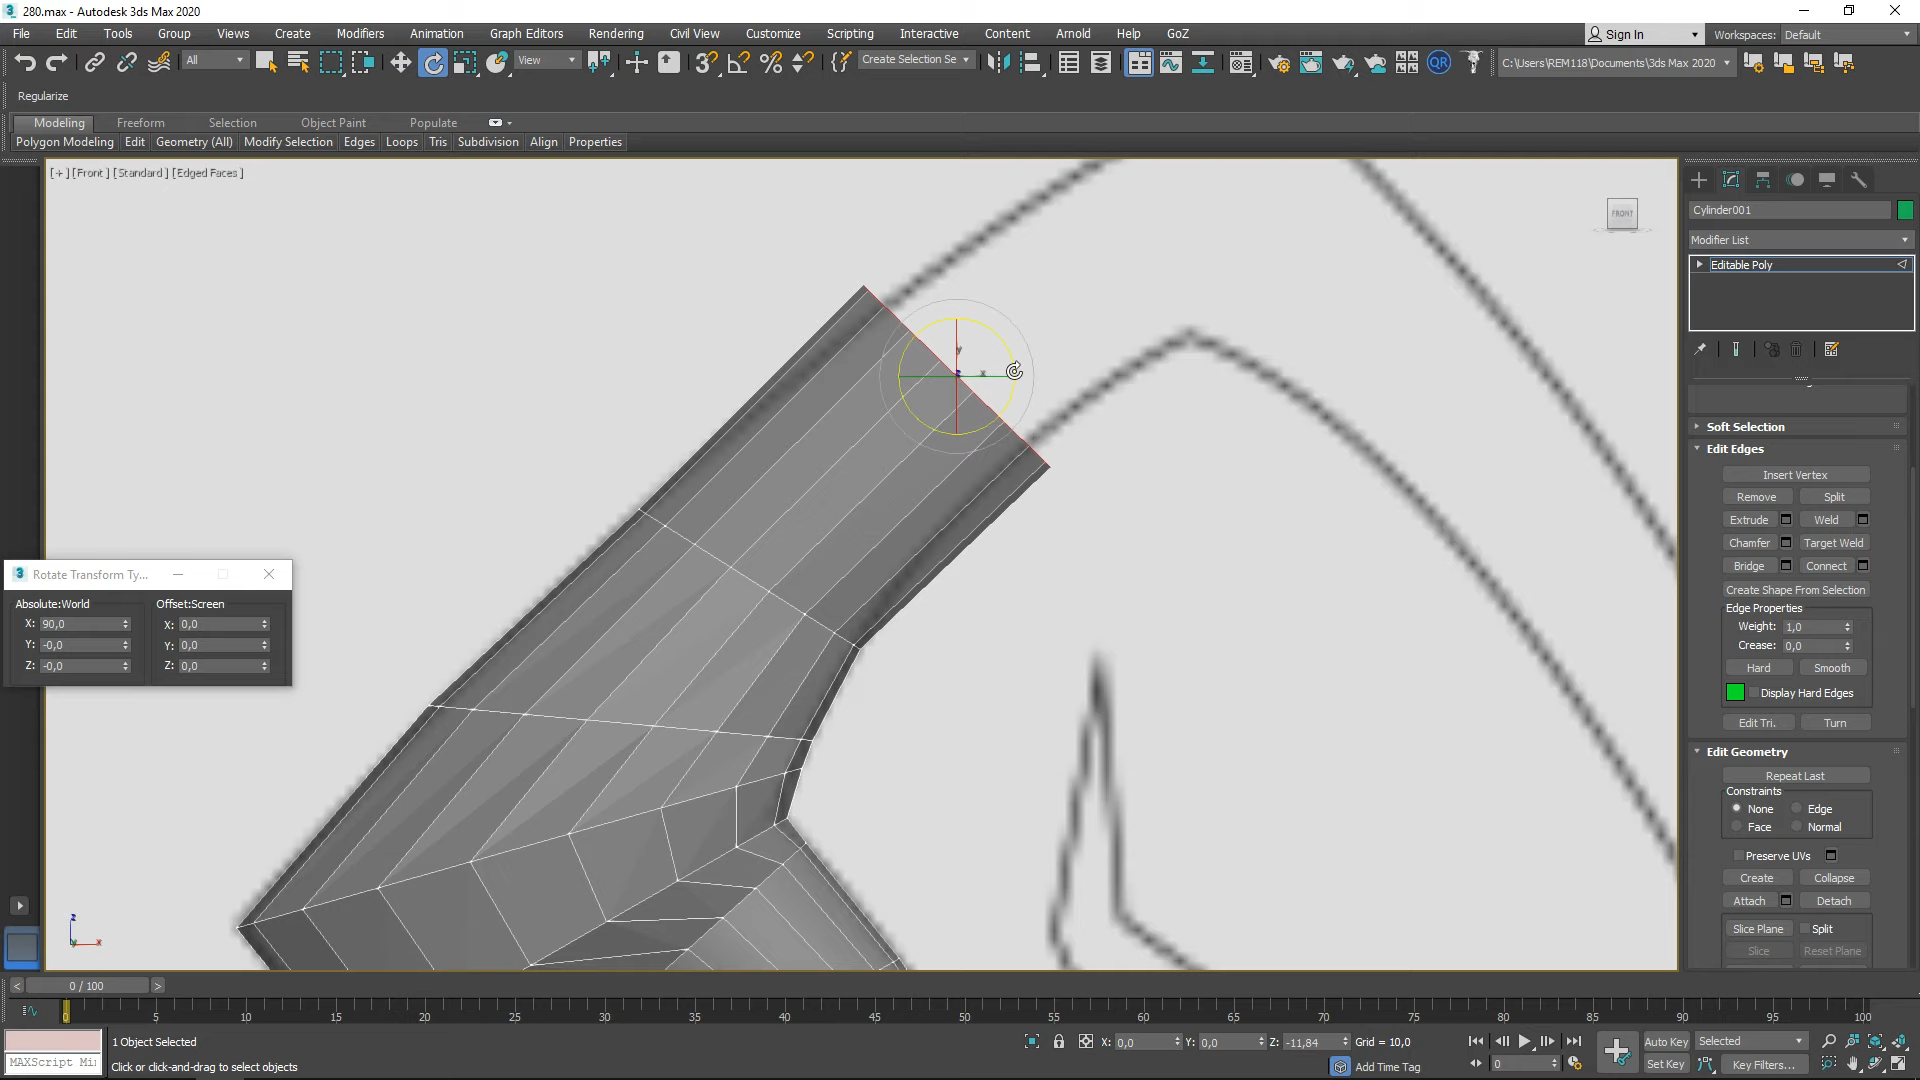 280.max - Autodesk 3ds Max 2020
File Edit Tools Group Views Create Modifiers Animation Graph Editors Rendering Civil View Customize Scripting Interactive Content Arnold Help GoZ Sign In Workspaces: Default
All View Create Selection Se QR C:\Users\REM118\Documents\3ds Max 2020
Regularize
Modeling Freeform Selection Object Paint Populate
Polygon Modeling Edit Geometry (All) Modify Selection Edges Loops Tris Subdivision Align Properties
[+] [Front] [Standard] [Edged Faces]
FRONT
Cylinder001
Modifier List
Editable Poly
Soft Selection
Edit Edges
Insert Vertex
Remove Split
Extrude Weld
Chamfer Target Weld
Bridge Connect
Create Shape From Selection
Edge Properties
Weight: 1,0
Crease: 0,0
Hard Smooth
Display Hard Edges
Edit Tri. Turn
Edit Geometry
Repeat Last
Constraints
None Edge
Face Normal
Preserve UVs
Create Collapse
Attach Detach
Slice Plane Split
Slice Reset Plane
y
z x
3 Rotate Transform Ty...
Absolute:World Offset:Screen
X: 90,0 X: 0,0
Y: -0,0 Y: 0,0
Z: -0,0 Z: 0,0
z
y x
< 0 / 100 >
0 5 10 15 20 25 30 35 40 45 50 55 60 65 70 75 80 85 90 95 100
1 Object Selected X: 0,0 Y: 0,0 Z: -11,84 Grid = 10,0 Auto Key Selected
MAXScript Mi Click or click-and-drag to select objects Add Time Tag 0 Set Key Key Filters...